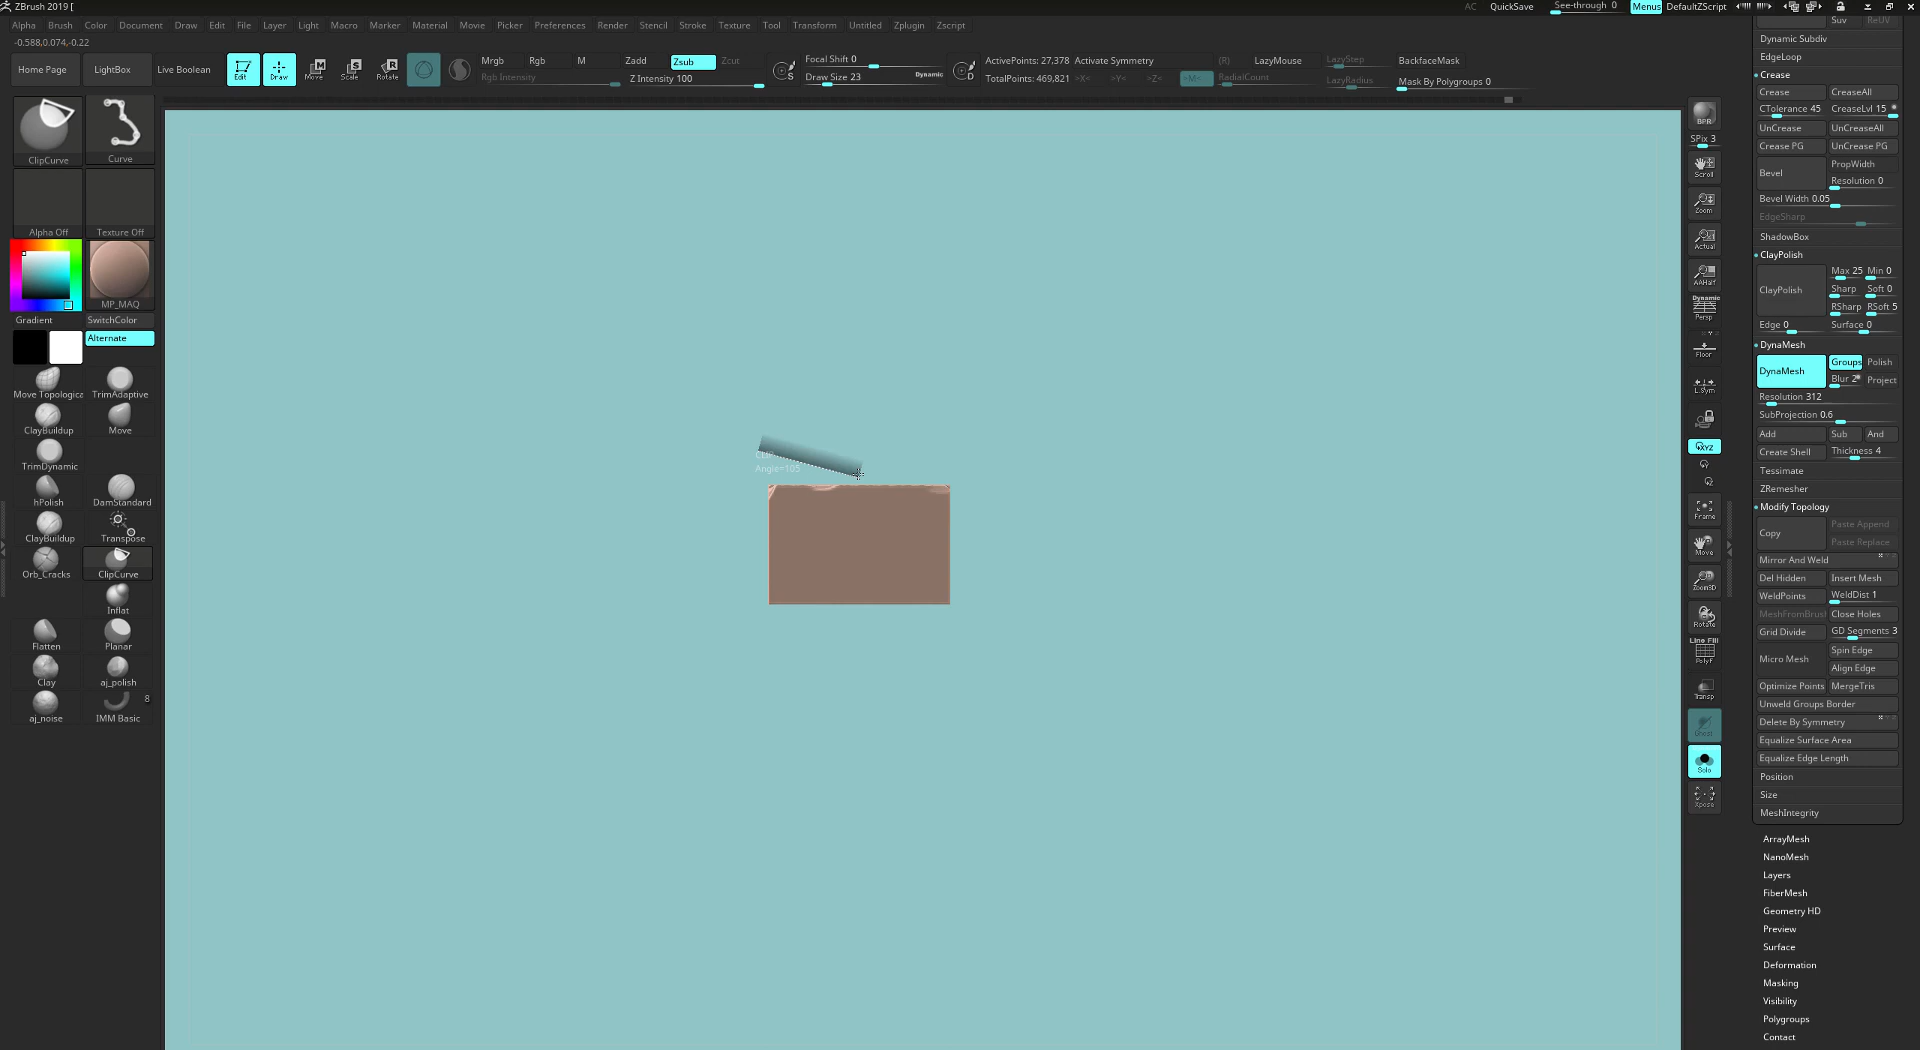 ZBrush 2019 [
AC
QuickSave
See-through 0
Menus
DefaultZScript
Alpha Brush Color Document Draw Edit File Layer Light Macro Marker Material Movie Picker Preferences Render Stencil Stroke Texture Tool Transform Untitled Zplugin Zscript
-0.588,0.074,-0.22
Home Page
LightBox
Live Boolean
Edit
Draw
Move
Scale
Rotate
Mrgb Rgb M
Rgb Intensity
Zadd Zsub Zcut
Z Intensity 100
Focal Shift 0
Draw Size 23
Dynamic
ActivePoints: 27,378
TotalPoints: 469,821
Activate Symmetry
>X< >Y< >Z< >M<
(R)
RadialCount
LazyMouse
LazyStep
LazyRadius
BackfaceMask
Mask By Polygroups 0
ClipCurve
Curve
Alpha Off
Texture Off
MP_MAQ
Gradient
SwitchColor
Alternate
Move Topologica
TrimAdaptive
ClayBuildup
Move
TrimDynamic
hPolish
DamStandard
ClayBuildup
Transpose
Orb_Cracks
ClipCurve
Inflat
Flatten
Planar
Clay
aj_polish
aj_noise
8
IMM Basic
Angle=105
BPR
SPix 3
Scroll
Zoom
Actual
AAHalf
Dynamic
Persp
Floor
L.Sym
XYZ
Frame
Move
Zoom3D
Rotate
Line Fill
PolyF
Transp
Ghost
Solo
Xpose
Suv
ReUV
Dynamic Subdiv
EdgeLoop
Crease
Crease
CreaseAll
CTolerance 45
CreaseLvl 15
UnCrease
UnCreaseAll
Crease PG
UnCrease PG
Bevel
PropWidth
Resolution 0
Bevel Width 0.05
EdgeSharp
ShadowBox
ClayPolish
ClayPolish
Max 25 Min 0
Sharp Soft 0
RSharp RSoft 5
Edge 0
Surface 0
DynaMesh
DynaMesh
Groups Polish
Blur 2
Project
Resolution 312
SubProjection 0.6
Add Sub And
Create Shell
Thickness 4
Tessimate
ZRemesher
Modify Topology
Copy
Paste Append
Paste Replace
Mirror And Weld
Del Hidden
Insert Mesh
WeldPoints
WeldDist 1
MeshFromBrus
Close Holes
Grid Divide
GD Segments 3
Micro Mesh
Spin Edge
Align Edge
Optimize Points
MergeTris
Unweld Groups Border
Delete By Symmetry
Equalize Surface Area
Equalize Edge Length
Position
Size
MeshIntegrity
ArrayMesh
NanoMesh
Layers
FiberMesh
Geometry HD
Preview
Surface
Deformation
Masking
Visibility
Polygroups
Contact